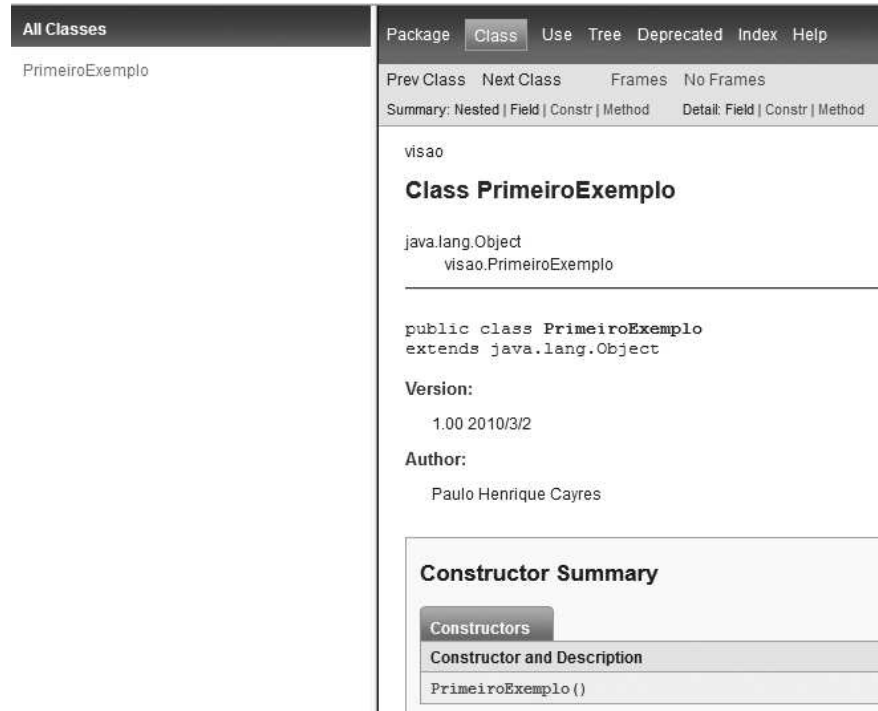 All Classes
PrimeiroExemplo
Package Class Use Tree Deprecated Index Help
Prev Class Next Class Frames No Frames
Summary: Nested | Field | Constr | Method Detail: Field | Constr | Method
visao
Class PrimeiroExemplo
java.lang.Object
visao.PrimeiroExemplo
public class PrimeiroExemplo
extends java.lang.Object
Version:
1.00 2010/3/2
Author:
Paulo Henrique Cayres
Constructor Summary
Constructors
Constructor and Description
PrimeiroExemplo()